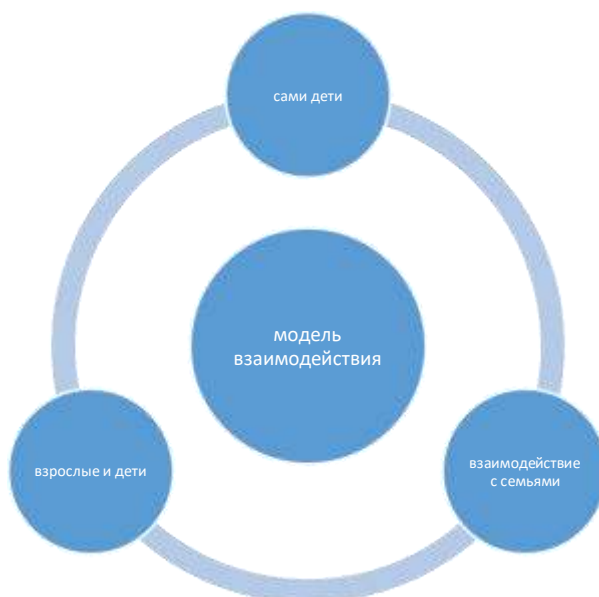 сами дети
модель
взаимодействия
взрослые и дети
взаимодействие
с семьями